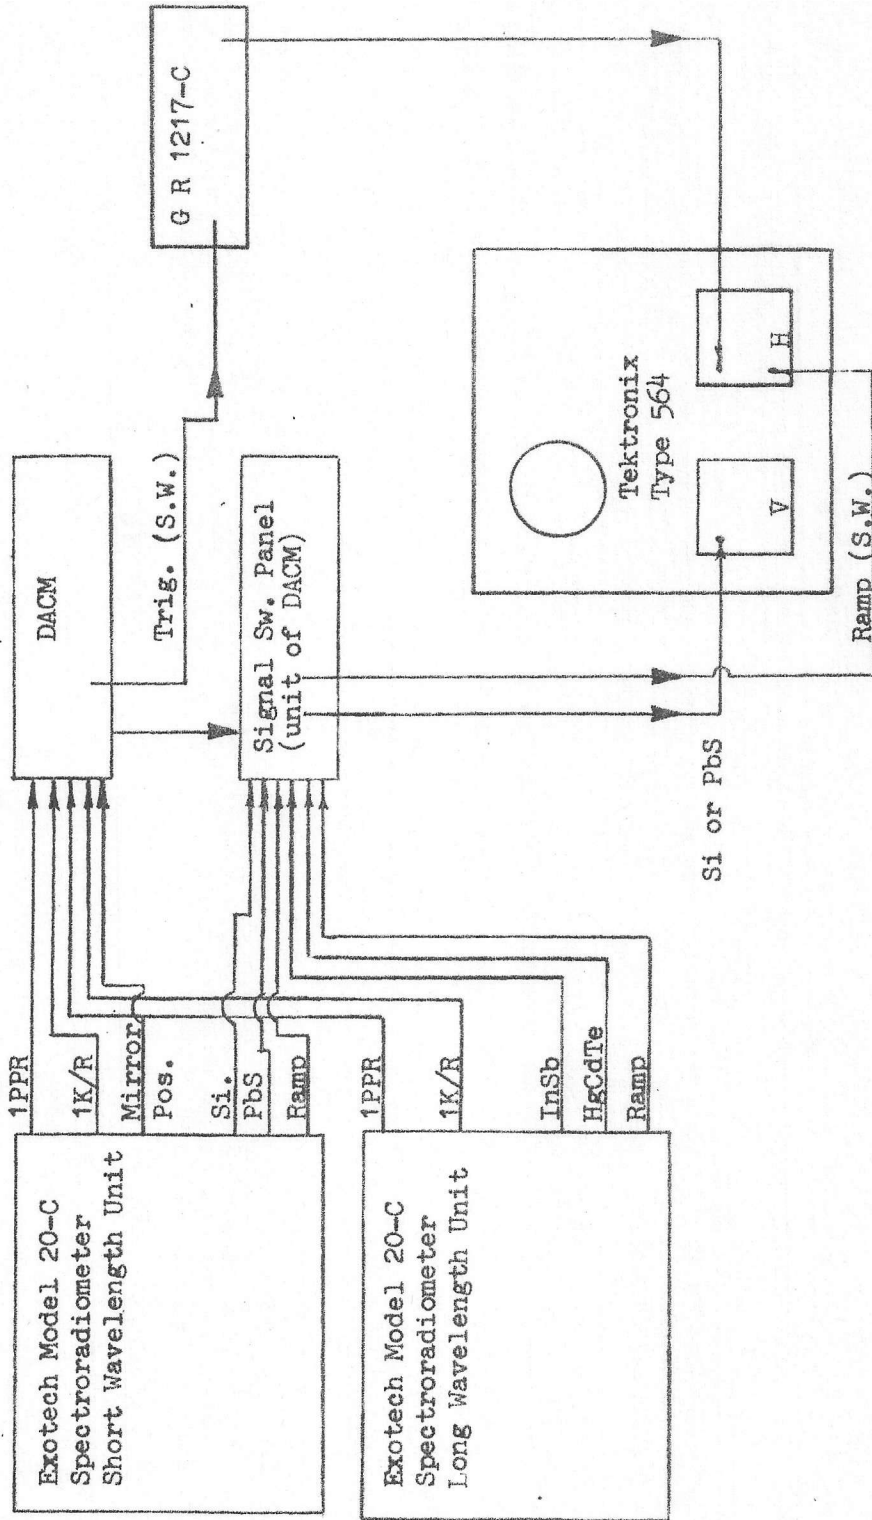 Exotech Model 20-C
Spectroradiometer
Short Wavelength Unit
1PPR
1K/R
Mirror
Pos.
Si.
PbS
Ramp
Exotech Model 20-C
Spectroradiometer
Long Wavelength Unit
1PPR
1K/R
InSb
HgCdTe
Ramp
DACM
Trig. (S.W.)
Signal Sw. Panel
(unit of DACM)
Si or PbS
G R 1217-C
Tektronix
Type 564
V
H
Ramp (S.W.)